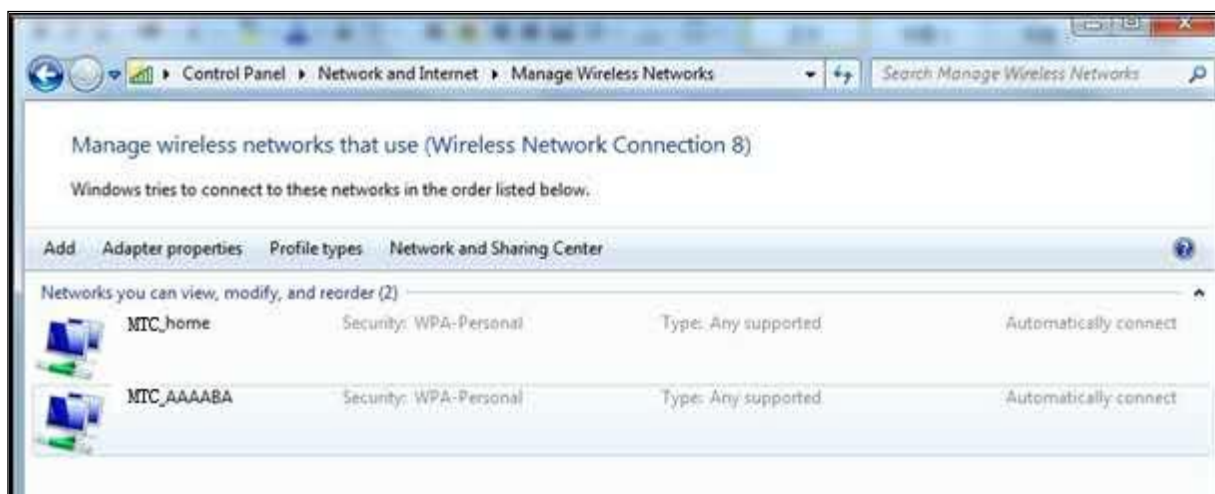 Control Panel ▸ Network and Internet ▸ Manage Wireless Networks Search Manage Wireless Networks
Manage wireless networks that use (Wireless Network Connection 8)
Windows tries to connect to these networks in the order listed below.
Add Adapter properties Profile types Network and Sharing Center
Networks you can view, modify, and reorder (2)
MTC_home Security: WPA-Personal Type: Any supported Automatically connect
MTC_AAAABA Security: WPA-Personal Type: Any supported Automatically connect